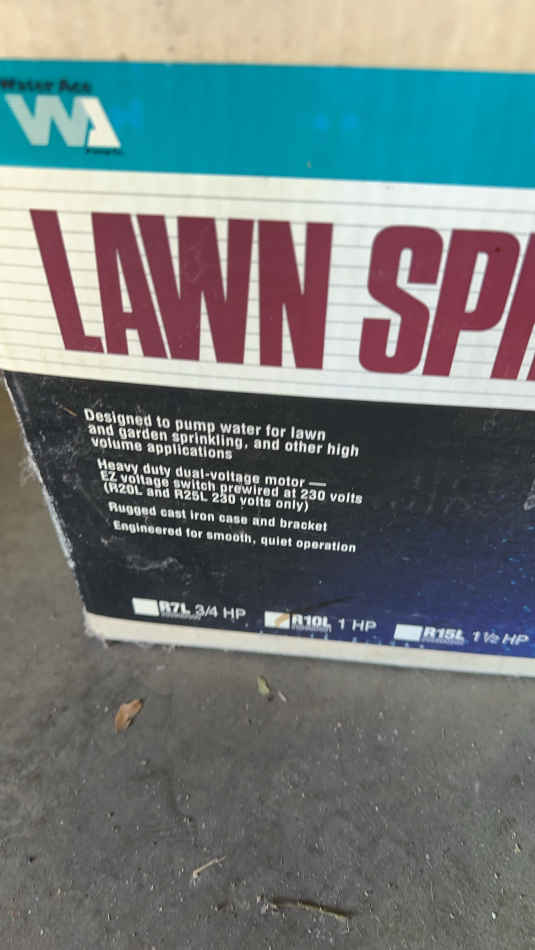 Water Ace
WA
LAWN SP
Designed to pump water for lawn
and garden sprinkling, and other high
volume applications
Heavy duty dual-voltage motor —
EZ voltage switch prewired at 230 volts
(R20L and R25L 230 volts only)
Rugged cast iron case and bracket
Engineered for smooth, quiet operation
R7L 3/4 HP R10L 1 HP R15L 1½ HP